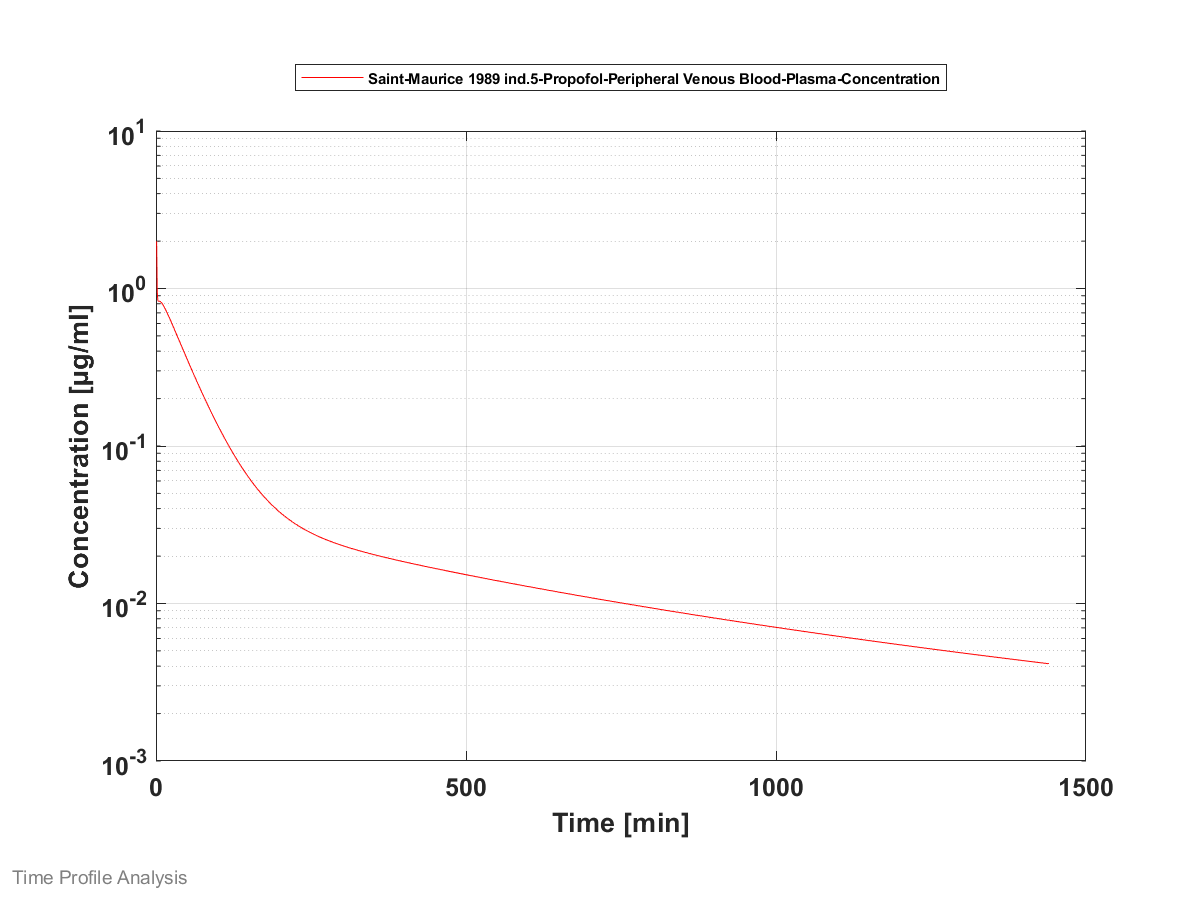 Saint-Maurice 1989 ind.5-Propofol-Peripheral Venous Blood-Plasma-Concentration
10^1
10^0
10^-1
10^-2
10^-3
Concentration [µg/ml]
0 500 1000 1500
Time [min]
Time Profile Analysis